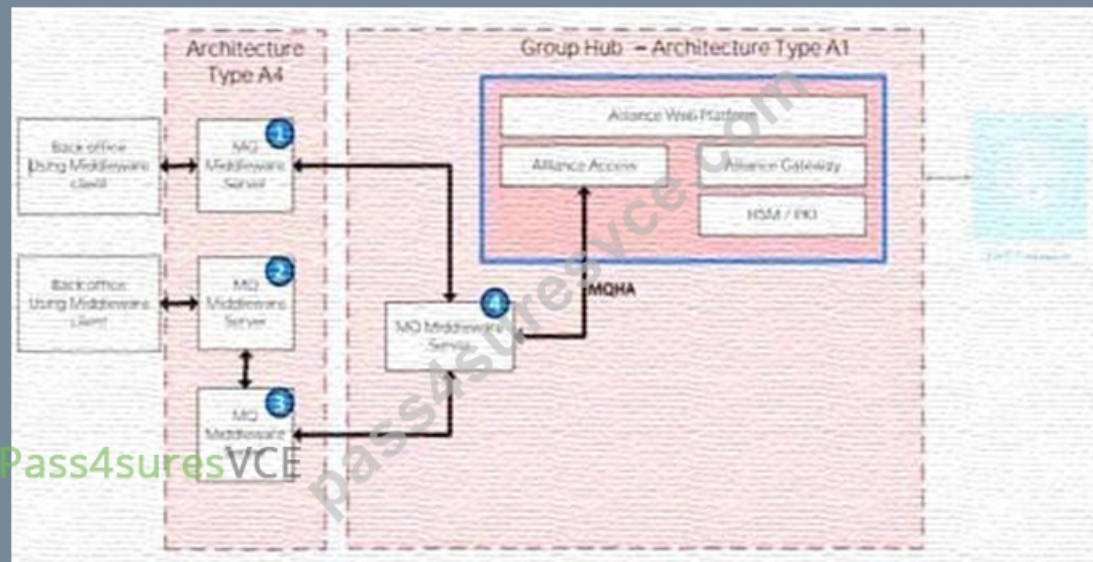 Architecture
Type A4
Group Hub – Architecture Type A1
Alliance Web Platform
Back office
Using Middleware
client
1
MQ
Middleware
Server
Alliance Access
Alliance Gateway
HSM / PKI
Back office
Using Middleware
client
2
MQ
Middleware
Server
MQHA
4
MQ Middleware
Server
3
MQ
Middleware
Server
Pass4suresVCE
pass4suresvce.com